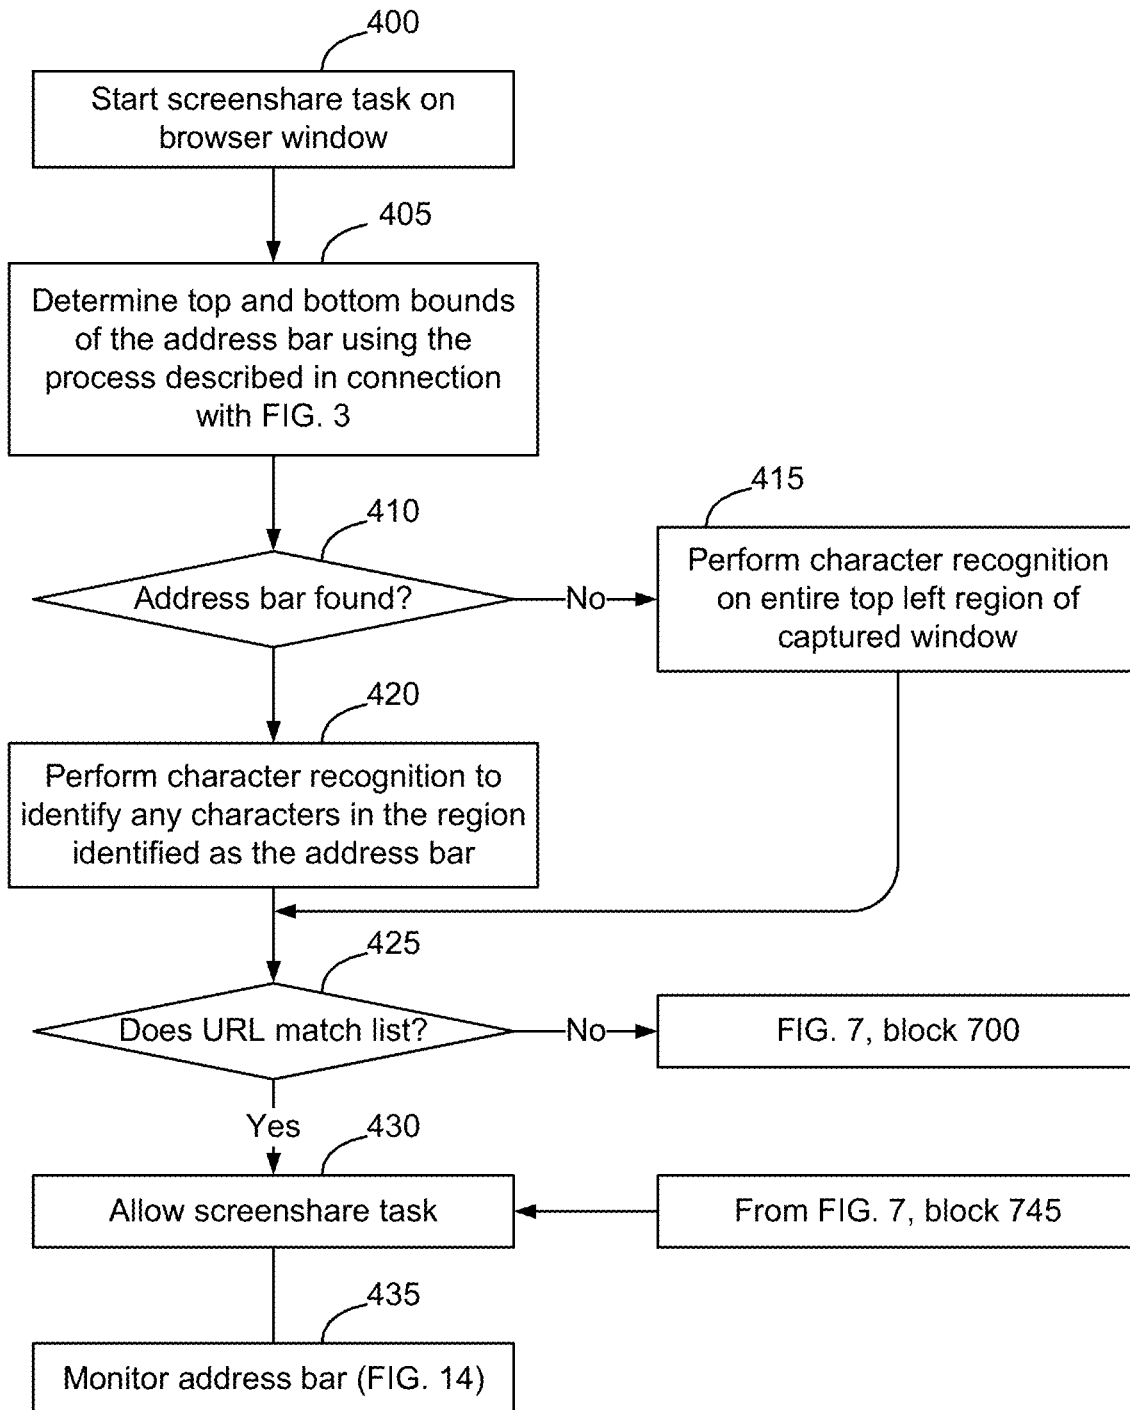 400
Start screenshare task on
browser window
405
Determine top and bottom bounds
of the address bar using the
process described in connection
with FIG. 3
410
Address bar found?
No
415
Perform character recognition
on entire top left region of
captured window
420
Perform character recognition to
identify any characters in the region
identified as the address bar
425
Does URL match list?
No
FIG. 7, block 700
Yes
430
Allow screenshare task
From FIG. 7, block 745
435
Monitor address bar (FIG. 14)